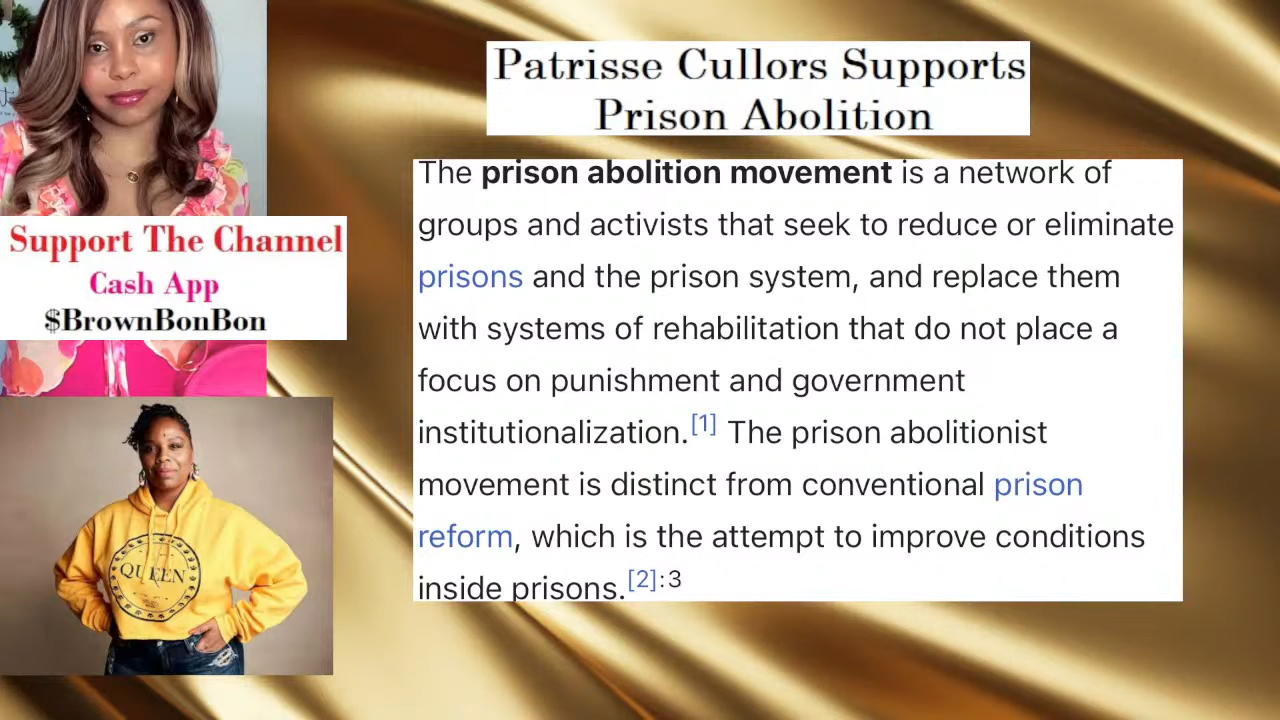 Patrisse Cullors Supports
Prison Abolition
The prison abolition movement is a network of
groups and activists that seek to reduce or eliminate
prisons and the prison system, and replace them
with systems of rehabilitation that do not place a
focus on punishment and government
institutionalization.[1] The prison abolitionist
movement is distinct from conventional prison
reform, which is the attempt to improve conditions
inside prisons.[2]:3
Support The Channel
Cash App
$BrownBonBon
QUEEN